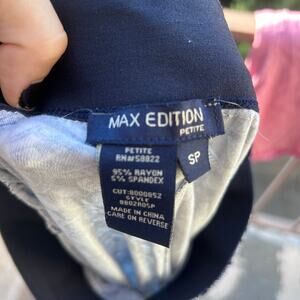 MAX EDITION
PETITE
SP
PETITE
RN#58822
95% RAYON
5% SPANDEX
CUT:8000852
STYLE
8802ROSP
MADE IN CHINA
CARE ON REVERSE